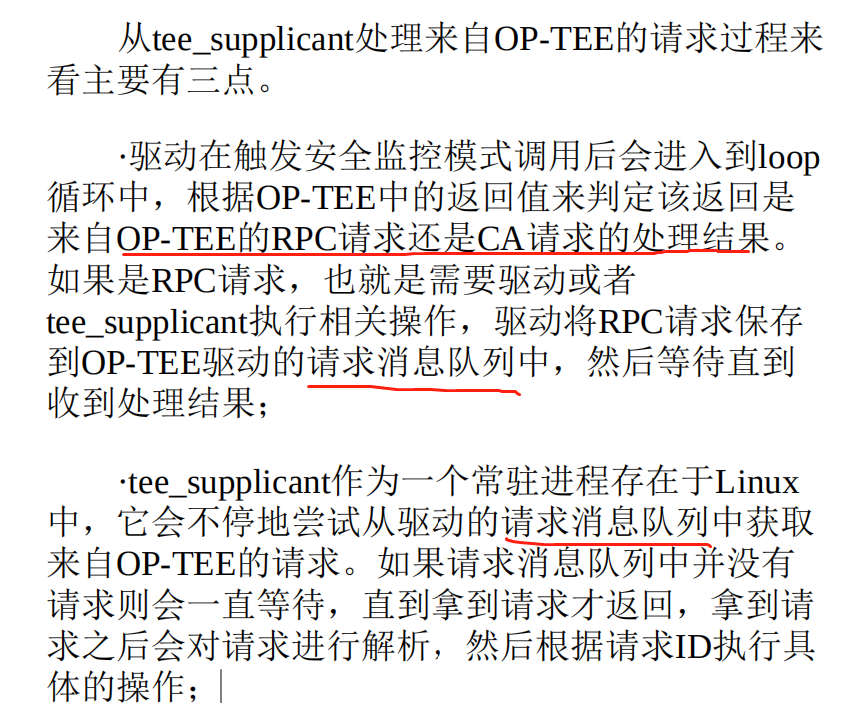 从tee_supplicant处理来自OP-TEE的请求过程来
看主要有三点。
·驱动在触发安全监控模式调用后会进入到loop
循环中，根据OP-TEE中的返回值来判定该返回是
来自OP-TEE的RPC请求还是CA请求的处理结果。
如果是RPC请求，也就是需要驱动或者
tee_supplicant执行相关操作，驱动将RPC请求保存
到OP-TEE驱动的请求消息队列中，然后等待直到
收到处理结果；
·tee_supplicant作为一个常驻进程存在于Linux
中，它会不停地尝试从驱动的请求消息队列中获取
来自OP-TEE的请求。如果请求消息队列中并没有
请求则会一直等待，直到拿到请求才返回，拿到请
求之后会对请求进行解析，然后根据请求ID执行具
体的操作；